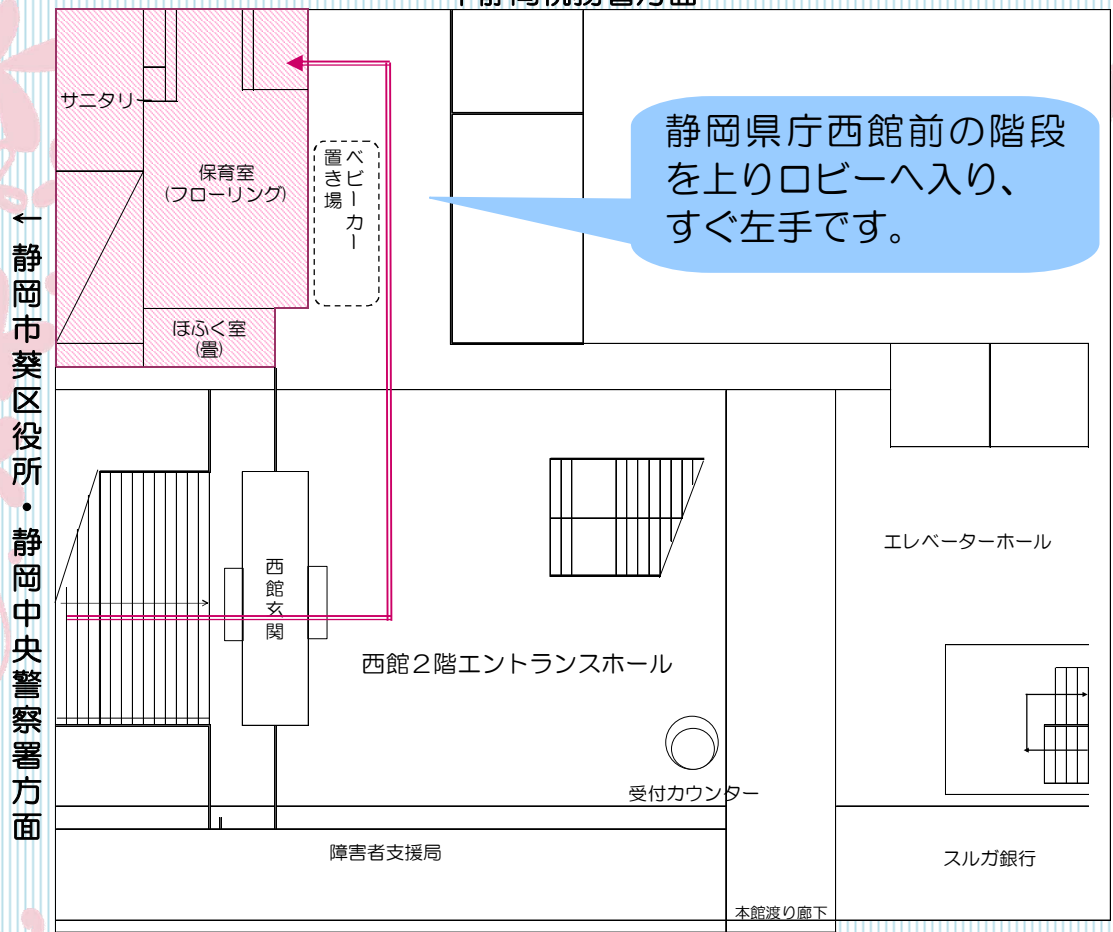 サニタリー
保育室
(フローリング)
ベビーカー
置き場
ほふく室
(畳)
静岡県庁西館前の階段
を上りロビーへ入り、
すぐ左手です。
←静岡市葵区役所・静岡中央警察署方面
西館玄関
エレベーターホール
西館2階エントランスホール
受付カウンター
障害者支援局
スルガ銀行
本館渡り廊下